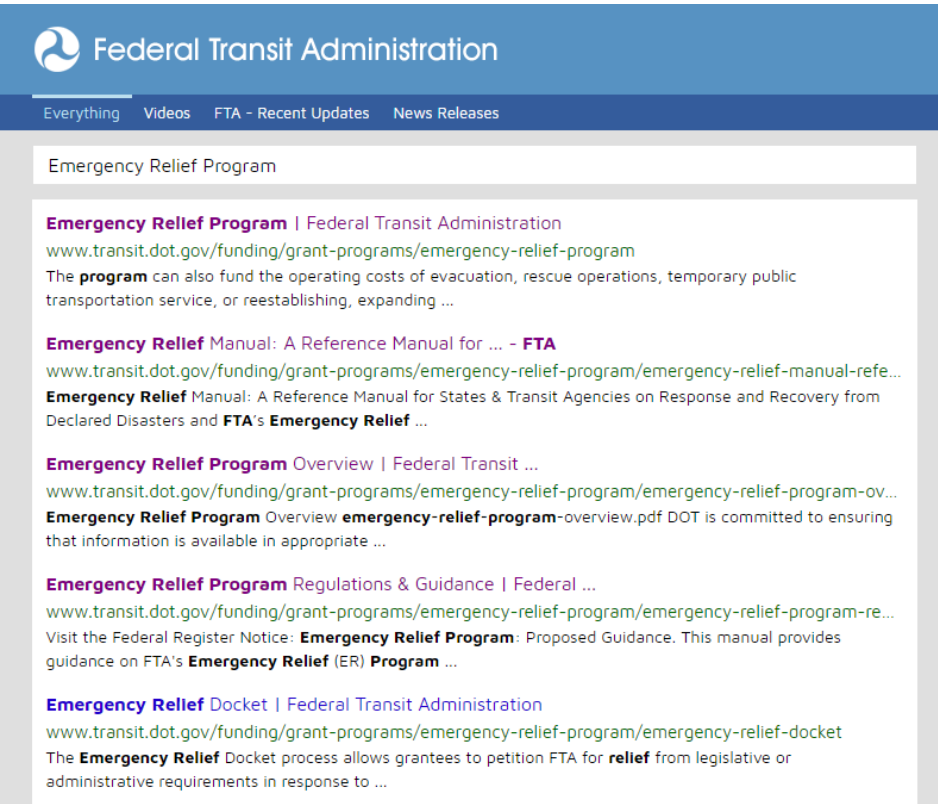 Federal Transit Administration
Everything Videos FTA - Recent Updates News Releases
Emergency Relief Program
Emergency Relief Program | Federal Transit Administration
www.transit.dot.gov/funding/grant-programs/emergency-relief-program
The program can also fund the operating costs of evacuation, rescue operations, temporary public
transportation service, or reestablishing, expanding ...
Emergency Relief Manual: A Reference Manual for ... - FTA
www.transit.dot.gov/funding/grant-programs/emergency-relief-program/emergency-relief-manual-refe...
Emergency Relief Manual: A Reference Manual for States & Transit Agencies on Response and Recovery from
Declared Disasters and FTA's Emergency Relief ...
Emergency Relief Program Overview | Federal Transit ...
www.transit.dot.gov/funding/grant-programs/emergency-relief-program/emergency-relief-program-ov...
Emergency Relief Program Overview emergency-relief-program-overview.pdf DOT is committed to ensuring
that information is available in appropriate ...
Emergency Relief Program Regulations & Guidance | Federal ...
www.transit.dot.gov/funding/grant-programs/emergency-relief-program/emergency-relief-program-re...
Visit the Federal Register Notice: Emergency Relief Program: Proposed Guidance. This manual provides
guidance on FTA's Emergency Relief (ER) Program ...
Emergency Relief Docket | Federal Transit Administration
www.transit.dot.gov/funding/grant-programs/emergency-relief-program/emergency-relief-docket
The Emergency Relief Docket process allows grantees to petition FTA for relief from legislative or
administrative requirements in response to ...